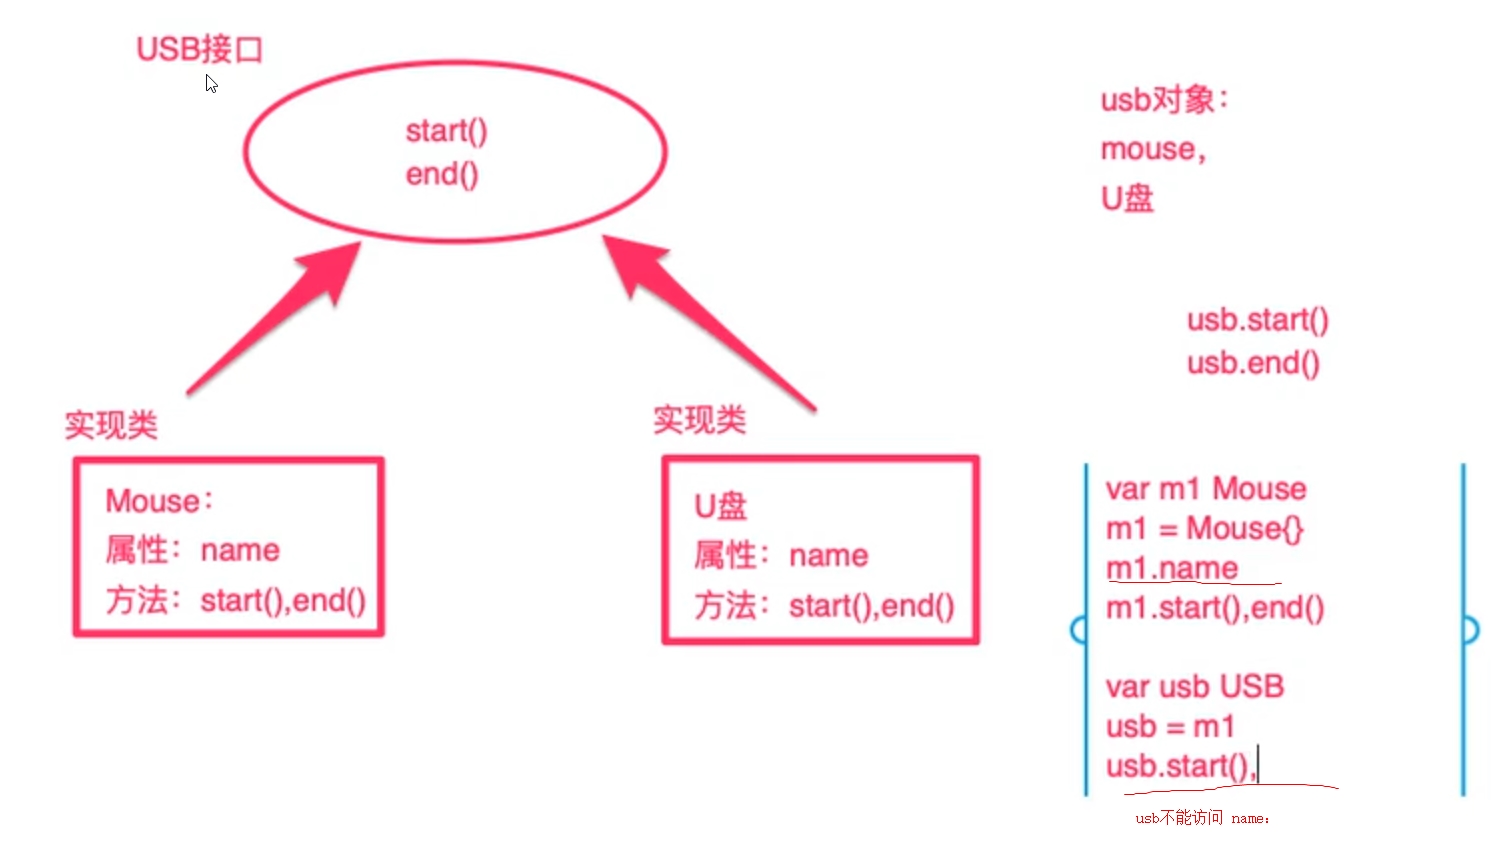 USB接口
start()
end()
实现类
Mouse：
属性：name
方法：start(),end()
实现类
U盘
属性：name
方法：start(),end()
usb对象：
mouse，
U盘
usb.start()
usb.end()
var m1 Mouse
m1 = Mouse{}
m1.name
m1.start(),end()
var usb USB
usb = m1
usb.start(),
usb不能访问 name：